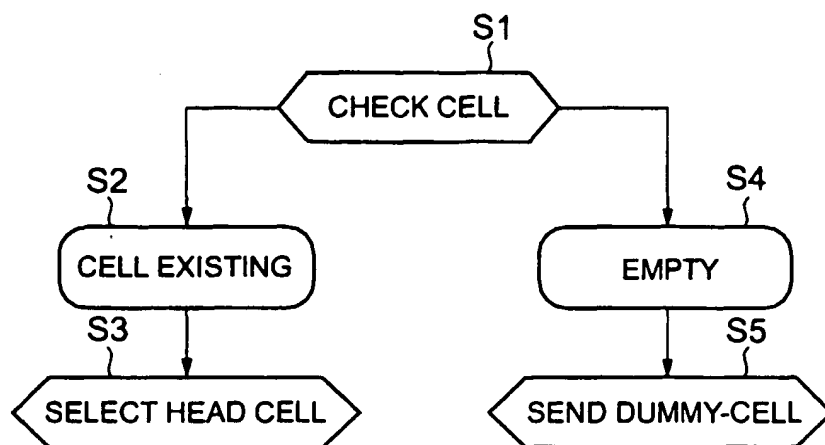 S1
CHECK CELL
S2
S4
CELL EXISTING
EMPTY
S3
S5
SELECT HEAD CELL
SEND DUMMY-CELL